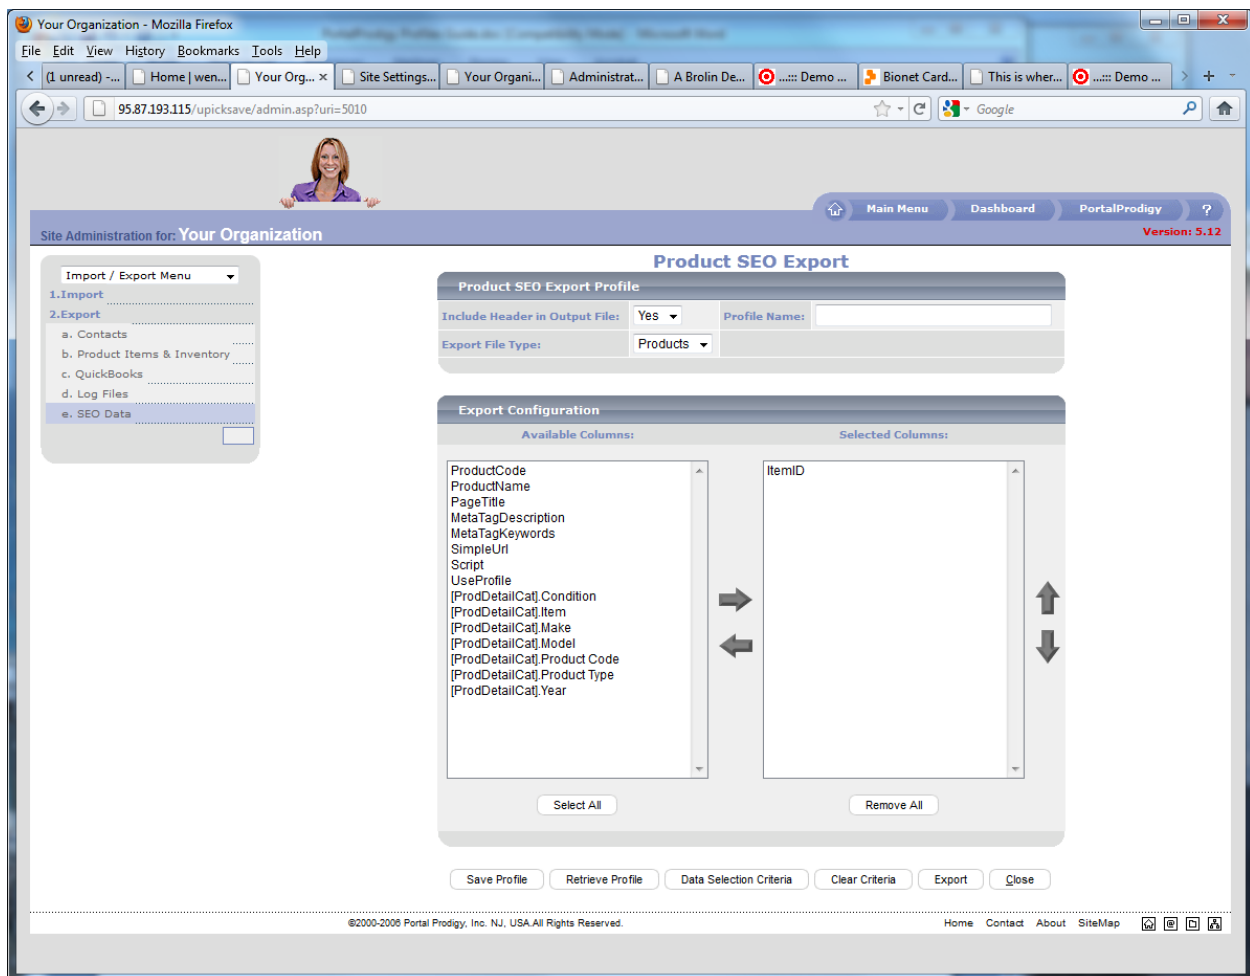 Your Organization - Mozilla Firefox
File Edit View History Bookmarks Tools Help
(1 unread) -... Home | wen... Your Org... × Site Settings... Your Organi... Administrat... A Brolin De... ...::: Demo ... Bionet Card... This is wher... ...::: Demo ...
95.87.193.115/upicksave/admin.asp?uri=5010 Google
Main Menu Dashboard PortalProdigy ?
Site Administration for: Your Organization Version: 5.12
Import / Export Menu
1.Import
2.Export
a. Contacts
b. Product Items & Inventory
c. QuickBooks
d. Log Files
e. SEO Data
Product SEO Export
Product SEO Export Profile
Include Header in Output File: Yes Profile Name:
Export File Type: Products
Export Configuration
Available Columns: Selected Columns:
ProductCode ItemID
ProductName
PageTitle
MetaTagDescription
MetaTagKeywords
SimpleUrl
Script
UseProfile
[ProdDetailCat].Condition
[ProdDetailCat].Item
[ProdDetailCat].Make
[ProdDetailCat].Model
[ProdDetailCat].Product Code
[ProdDetailCat].Product Type
[ProdDetailCat].Year
Select All Remove All
Save Profile Retrieve Profile Data Selection Criteria Clear Criteria Export Close
©2000-2006 Portal Prodigy, Inc. NJ, USA.All Rights Reserved. Home Contact About SiteMap